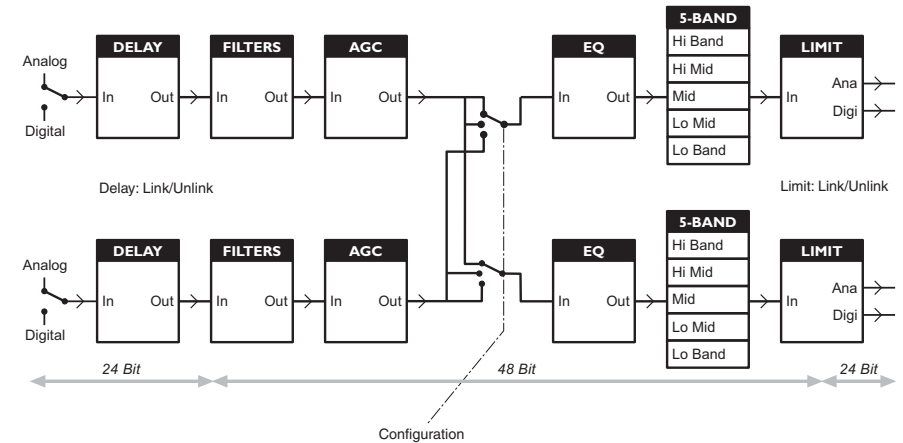 5-BAND
DELAY FILTERS AGC EQ Hi Band LIMIT
Analog Hi Mid
In Out In Out In Out In Out Mid In Ana
Digi
Digital Lo Mid
Lo Band
Delay: Link/Unlink Limit: Link/Unlink
5-BAND
DELAY FILTERS AGC EQ Hi Band LIMIT
Analog Hi Mid
In Out In Out In Out In Out Mid In Ana
Digi
Digital Lo Mid
Lo Band
24 Bit 48 Bit 24 Bit
Configuration